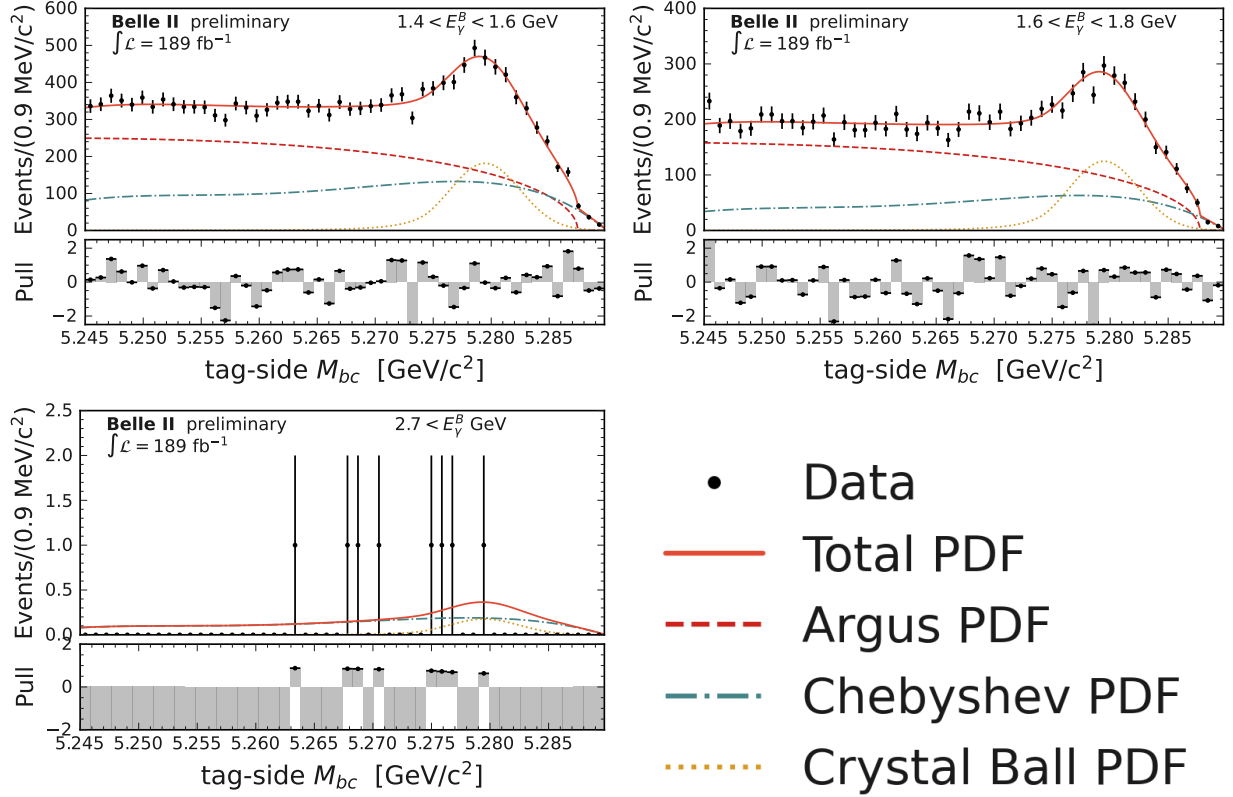 Belle II preliminary
∫ℒ = 189 fb⁻¹
1.4 < E_γ^B < 1.6 GeV
Events/(0.9 MeV/c²)
600
500
400
300
200
100
0
Pull
2
0
−2
5.245 5.250 5.255 5.260 5.265 5.270 5.275 5.280 5.285
tag-side M_bc [GeV/c²]
Belle II preliminary
∫ℒ = 189 fb⁻¹
1.6 < E_γ^B < 1.8 GeV
Events/(0.9 MeV/c²)
400
300
200
100
0
Pull
2
0
−2
5.245 5.250 5.255 5.260 5.265 5.270 5.275 5.280 5.285
tag-side M_bc [GeV/c²]
Belle II preliminary
∫ℒ = 189 fb⁻¹
2.7 < E_γ^B GeV
Events/(0.9 MeV/c²)
2.5
2.0
1.5
1.0
0.5
0.0
Pull
2
0
−2
5.245 5.250 5.255 5.260 5.265 5.270 5.275 5.280 5.285
tag-side M_bc [GeV/c²]
Data
Total PDF
Argus PDF
Chebyshev PDF
Crystal Ball PDF